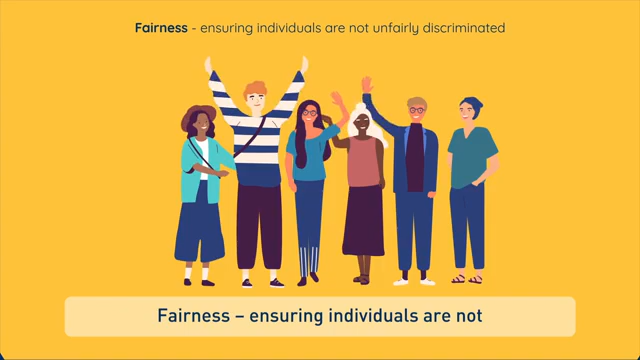 Fairness - ensuring individuals are not unfairly discriminated
Fairness – ensuring individuals are not